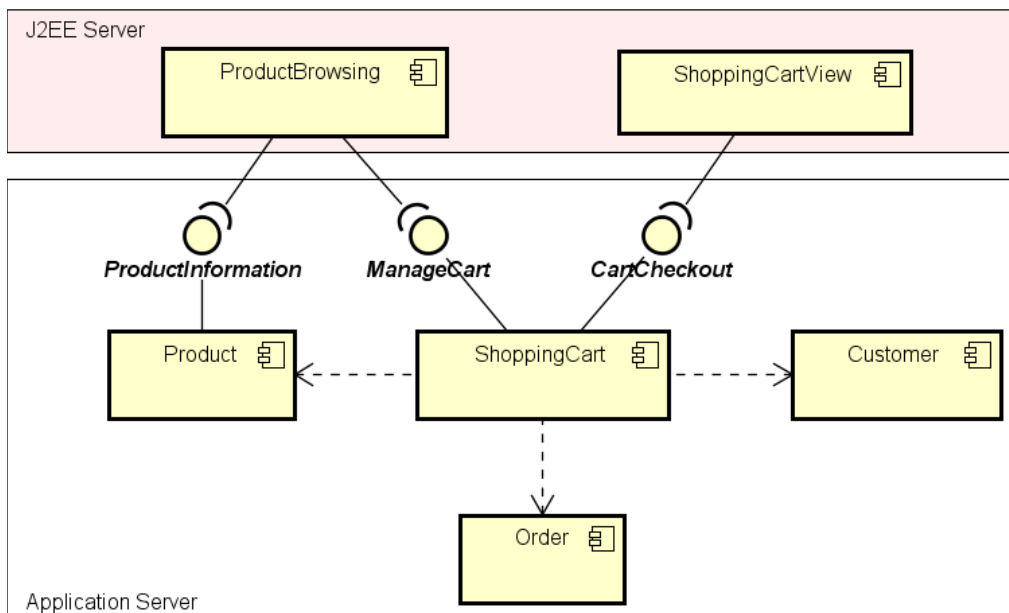 J2EE Server
ProductBrowsing
ShoppingCartView
ProductInformation
ManageCart
CartCheckout
Product
ShoppingCart
Customer
Order
Application Server